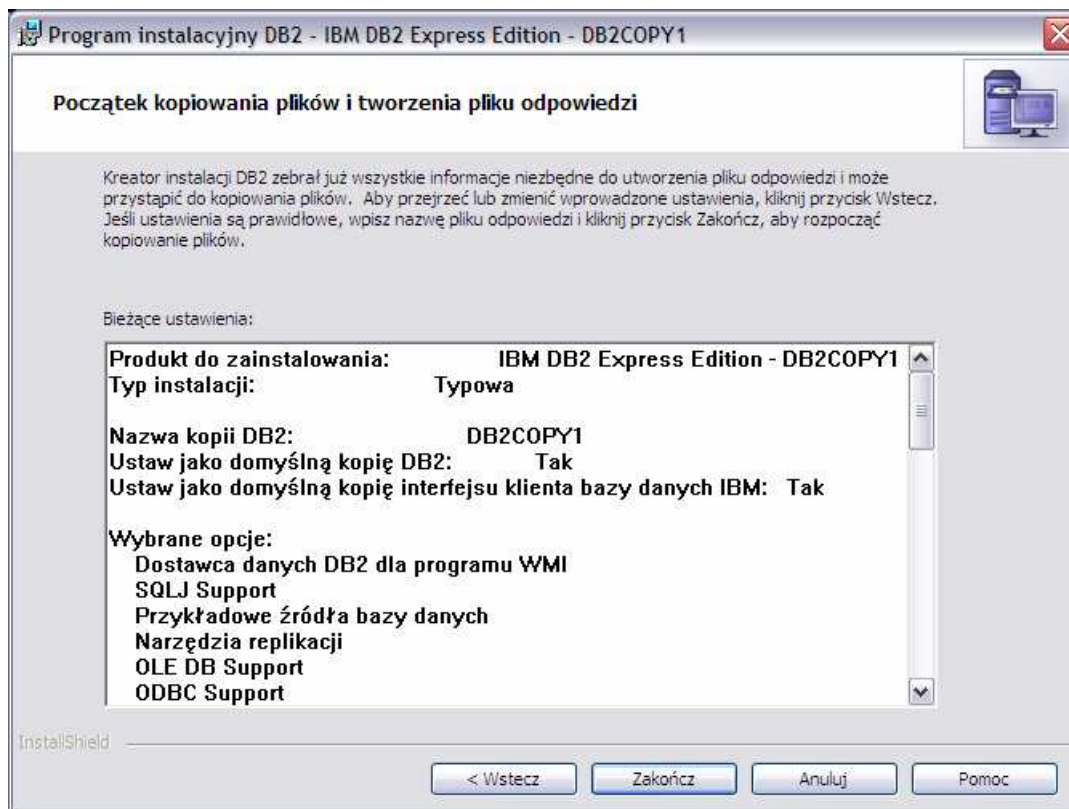 Program instalacyjny DB2 - IBM DB2 Express Edition - DB2COPY1
Początek kopiowania plików i tworzenia pliku odpowiedzi
Kreator instalacji DB2 zebrał już wszystkie informacje niezbędne do utworzenia pliku odpowiedzi i może
przystąpić do kopiowania plików. Aby przejrzeć lub zmienić wprowadzone ustawienia, kliknij przycisk Wstecz.
Jeśli ustawienia są prawidłowe, wpisz nazwę pliku odpowiedzi i kliknij przycisk Zakończ, aby rozpocząć
kopiowanie plików.
Bieżące ustawienia:
Produkt do zainstalowania: IBM DB2 Express Edition - DB2COPY1
Typ instalacji: Typowa
Nazwa kopii DB2: DB2COPY1
Ustaw jako domyślną kopię DB2: Tak
Ustaw jako domyślną kopię interfejsu klienta bazy danych IBM: Tak
Wybrane opcje:
Dostawca danych DB2 dla programu WMI
SQLJ Support
Przykładowe źródła bazy danych
Narzędzia replikacji
OLE DB Support
ODBC Support
InstallShield
< Wstecz Zakończ Anuluj Pomoc